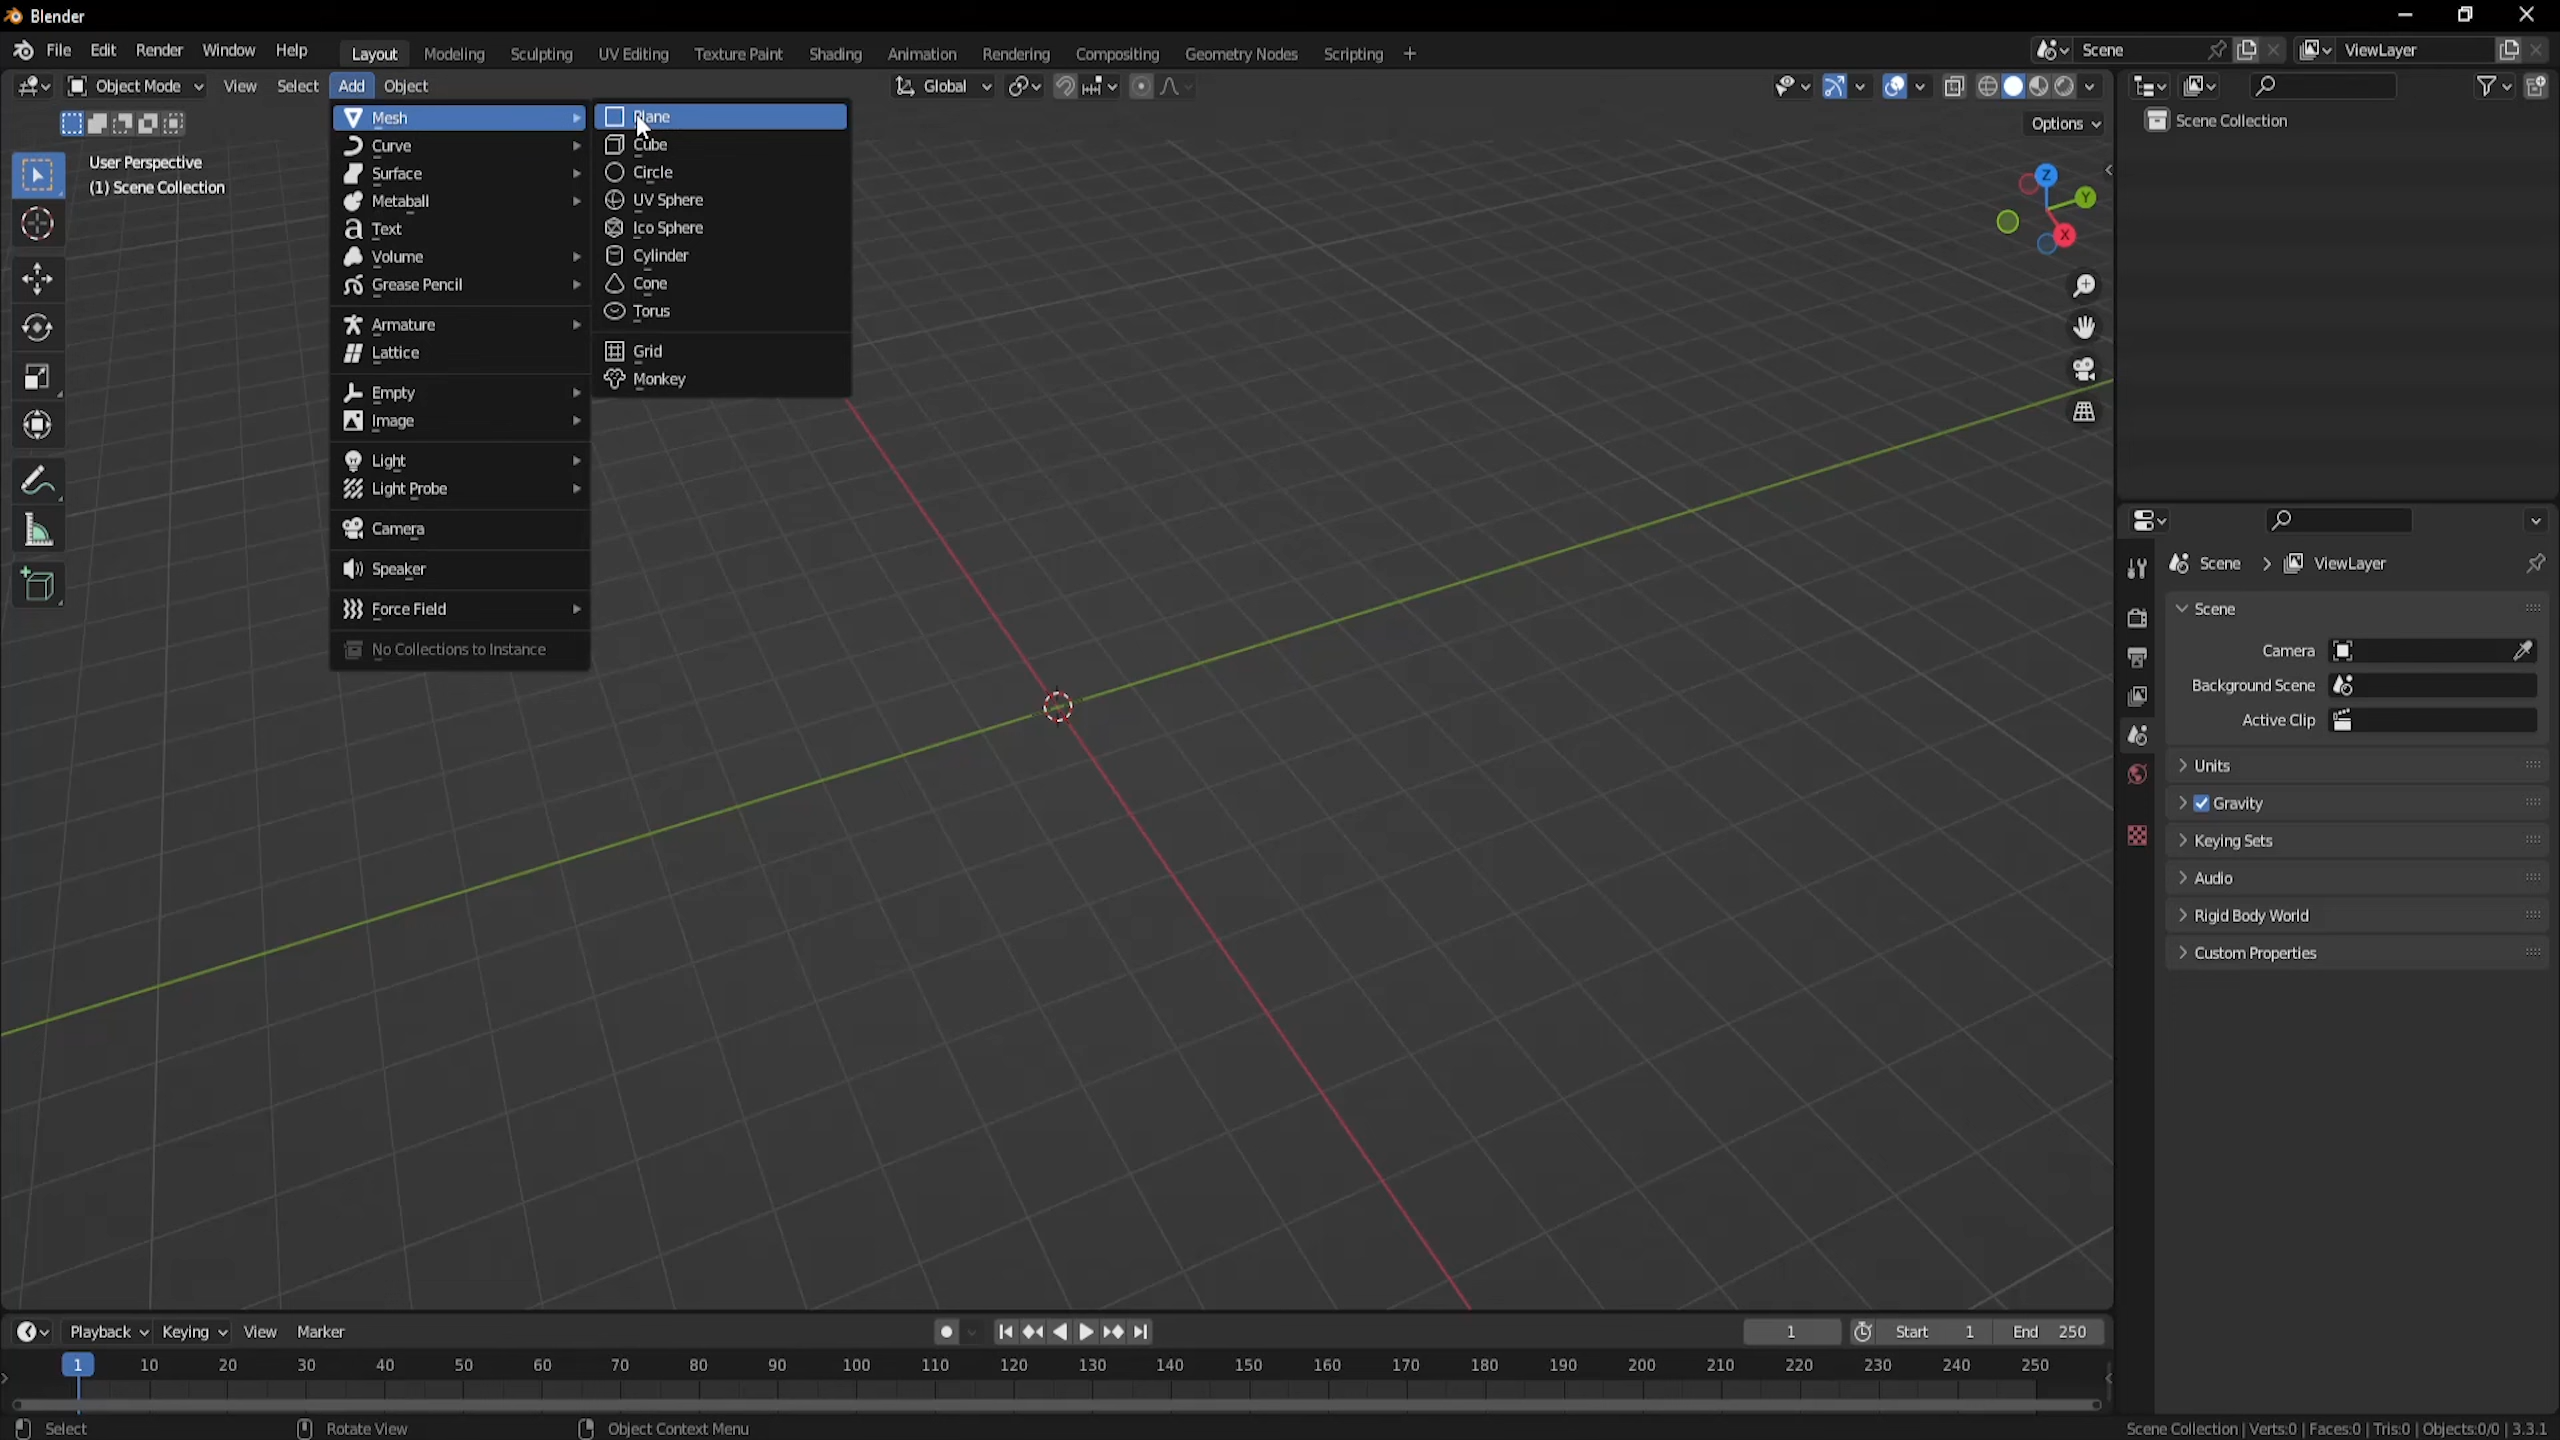 Blender
File Edit Render Window Help Layout Modeling Sculpting UV Editing Texture Paint Shading Animation Rendering Compositing Geometry Nodes Scripting + Scene ViewLayer
Object Mode View Select Add Object Global
Options
User Perspective
(1) Scene Collection
Mesh
Curve
Surface
Metaball
Text
Volume
Grease Pencil
Armature
Lattice
Empty
Image
Light
Light Probe
Camera
Speaker
Force Field
No Collections to Instance
Plane
Cube
Circle
UV Sphere
Ico Sphere
Cylinder
Cone
Torus
Grid
Monkey
Z
Y
X
Scene Collection
Scene > ViewLayer
Scene
Camera
Background Scene
Active Clip
Units
Gravity
Keying Sets
Audio
Rigid Body World
Custom Properties
Playback Keying View Marker 1 Start 1 End 250
1 10 20 30 40 50 60 70 80 90 100 110 120 130 140 150 160 170 180 190 200 210 220 230 240 250
Select Rotate View Object Context Menu Scene Collection | Verts:0 | Faces:0 | Tris:0 | Objects:0/0 | 3.3.1